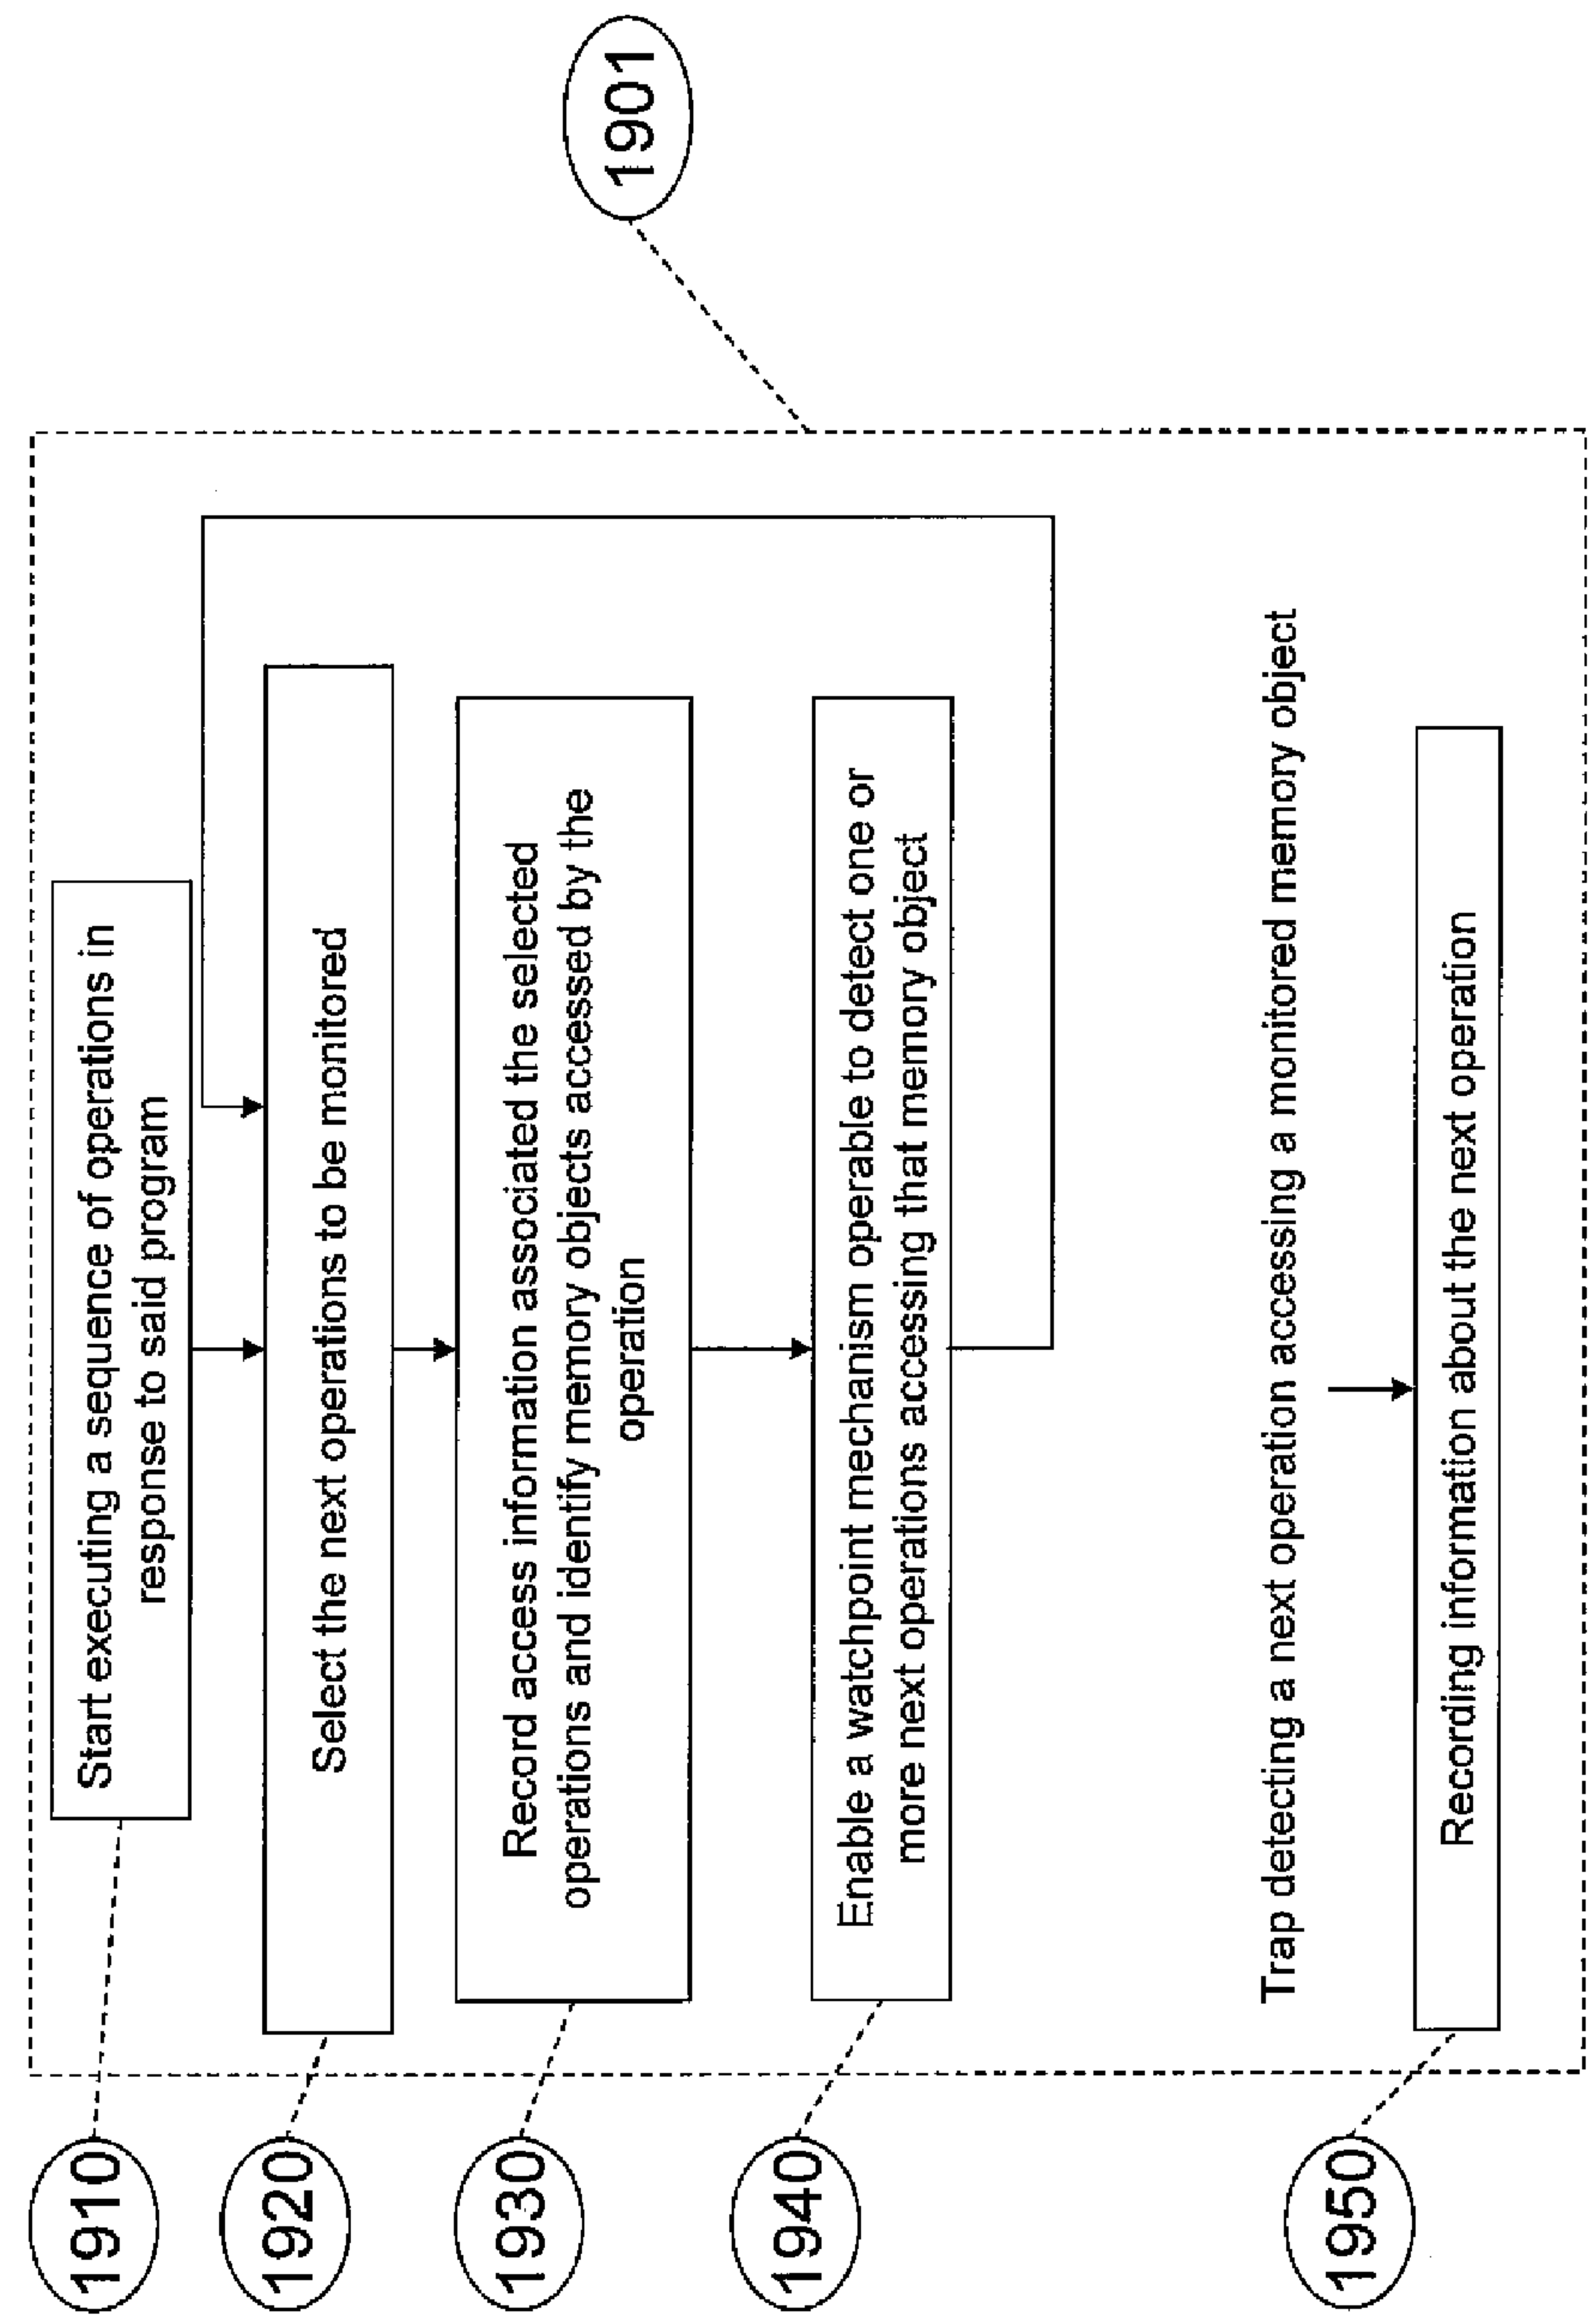 1901
1910
Start executing a sequence of operations in
response to said program
1920
Select the next operations to be monitored
1930
Record access information associated the selected
operations and identify memory objects accessed by the
operation
1940
Enable a watchpoint mechanism operable to detect one or
more next operations accessing that memory object
Trap detecting a next operation accessing a monitored memory object
1950
Recording information about the next operation